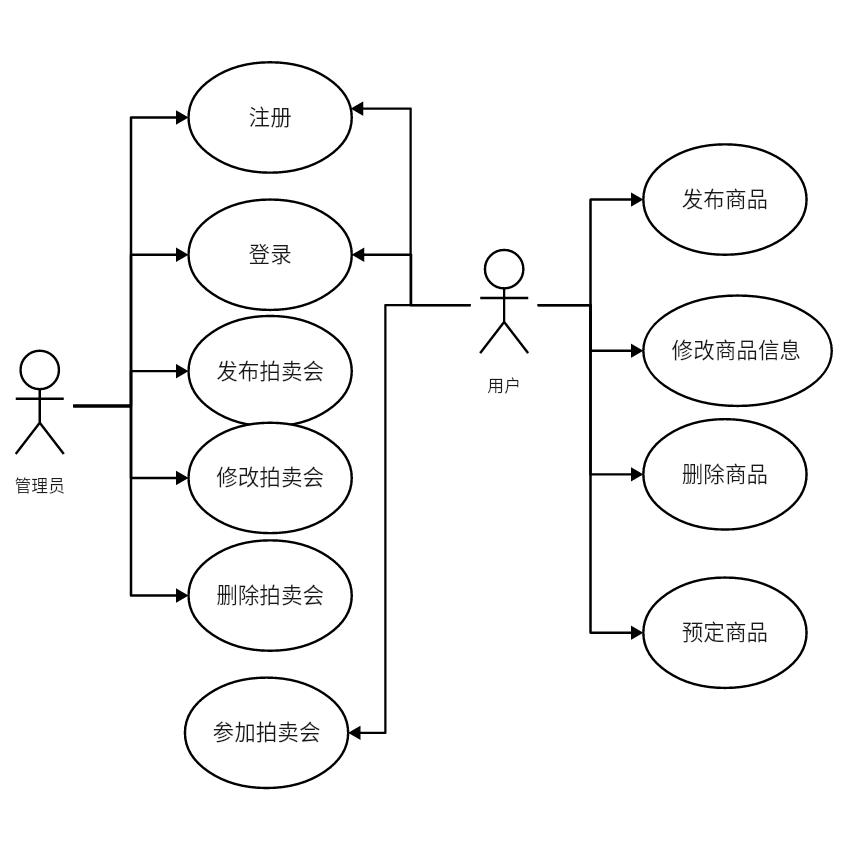 注册
登录
发布拍卖会
修改拍卖会
删除拍卖会
参加拍卖会
管理员
用户
发布商品
修改商品信息
删除商品
预定商品